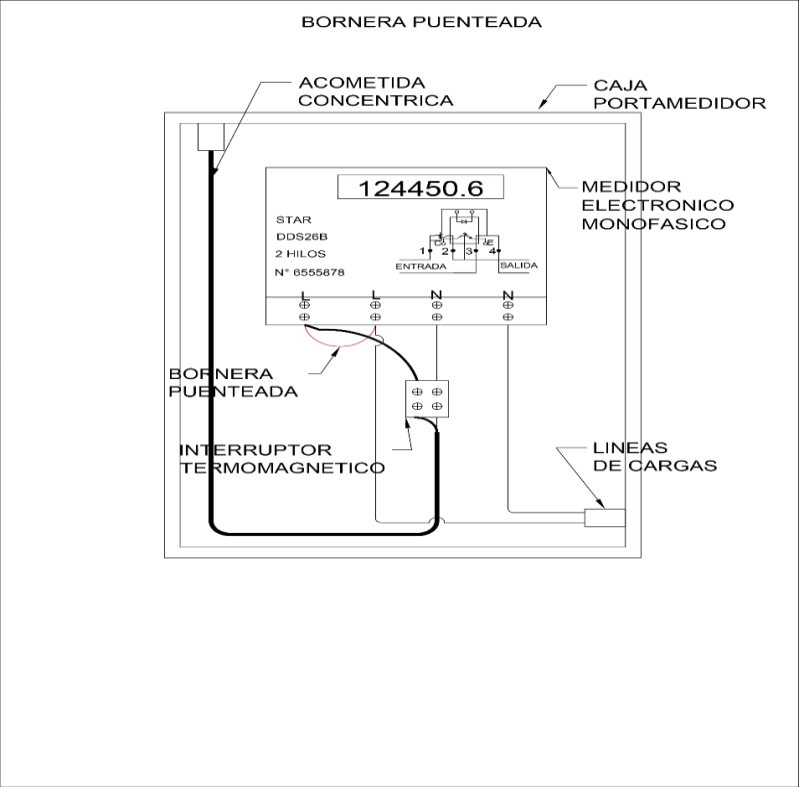 BORNERA PUENTEADA
ACOMETIDA
CONCENTRICA
CAJA
PORTAMEDIDOR
124450.6
MEDIDOR
ELECTRONICO
MONOFASICO
STAR
DDS26B
2 HILOS
N° 6555878
1 2 3 4
ENTRADA
SALIDA
L L N N
BORNERA
PUENTEADA
INTERRUPTOR
TERMOMAGNETICO
LINEAS
DE CARGAS